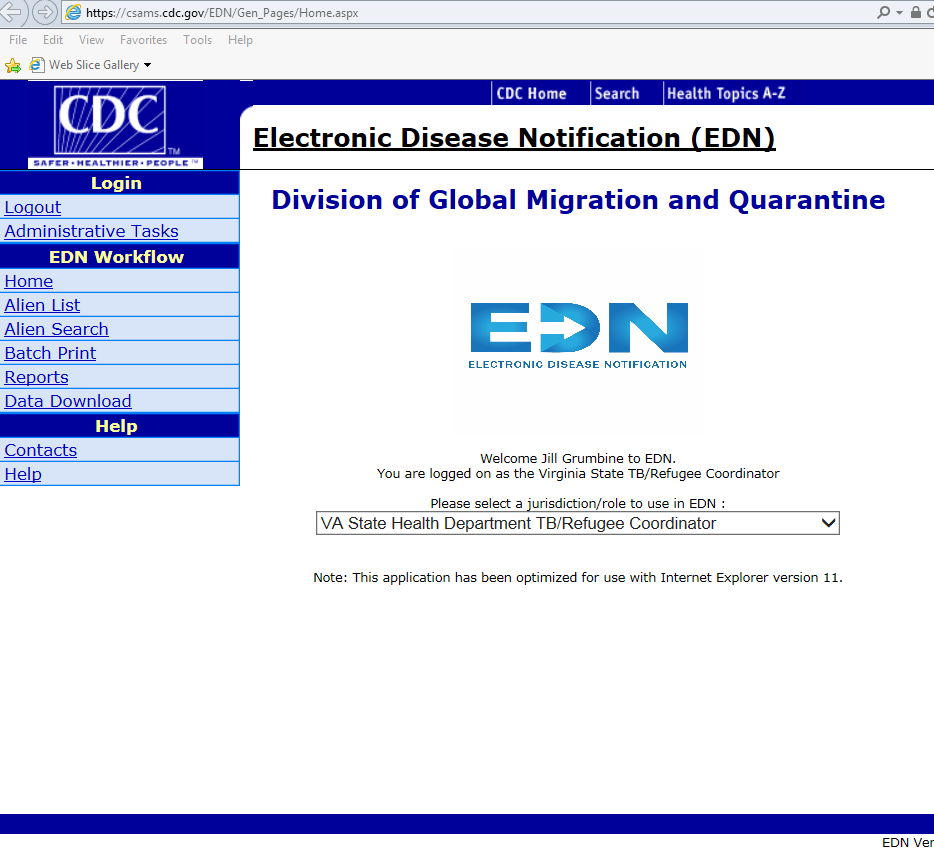 https://csams.cdc.gov/EDN/Gen_Pages/Home.aspx
File Edit View Favorites Tools Help
Web Slice Gallery
CDC Home Search Health Topics A-Z
CDC TM
SAFER • HEALTHIER • PEOPLE™
Electronic Disease Notification (EDN)
Login
Logout
Administrative Tasks
EDN Workflow
Home
Alien List
Alien Search
Batch Print
Reports
Data Download
Help
Contacts
Help
Division of Global Migration and Quarantine
EDN
ELECTRONIC DISEASE NOTIFICATION
Welcome Jill Grumbine to EDN.
You are logged on as the Virginia State TB/Refugee Coordinator
Please select a jurisdiction/role to use in EDN :
VA State Health Department TB/Refugee Coordinator
Note: This application has been optimized for use with Internet Explorer version 11.
EDN Ver